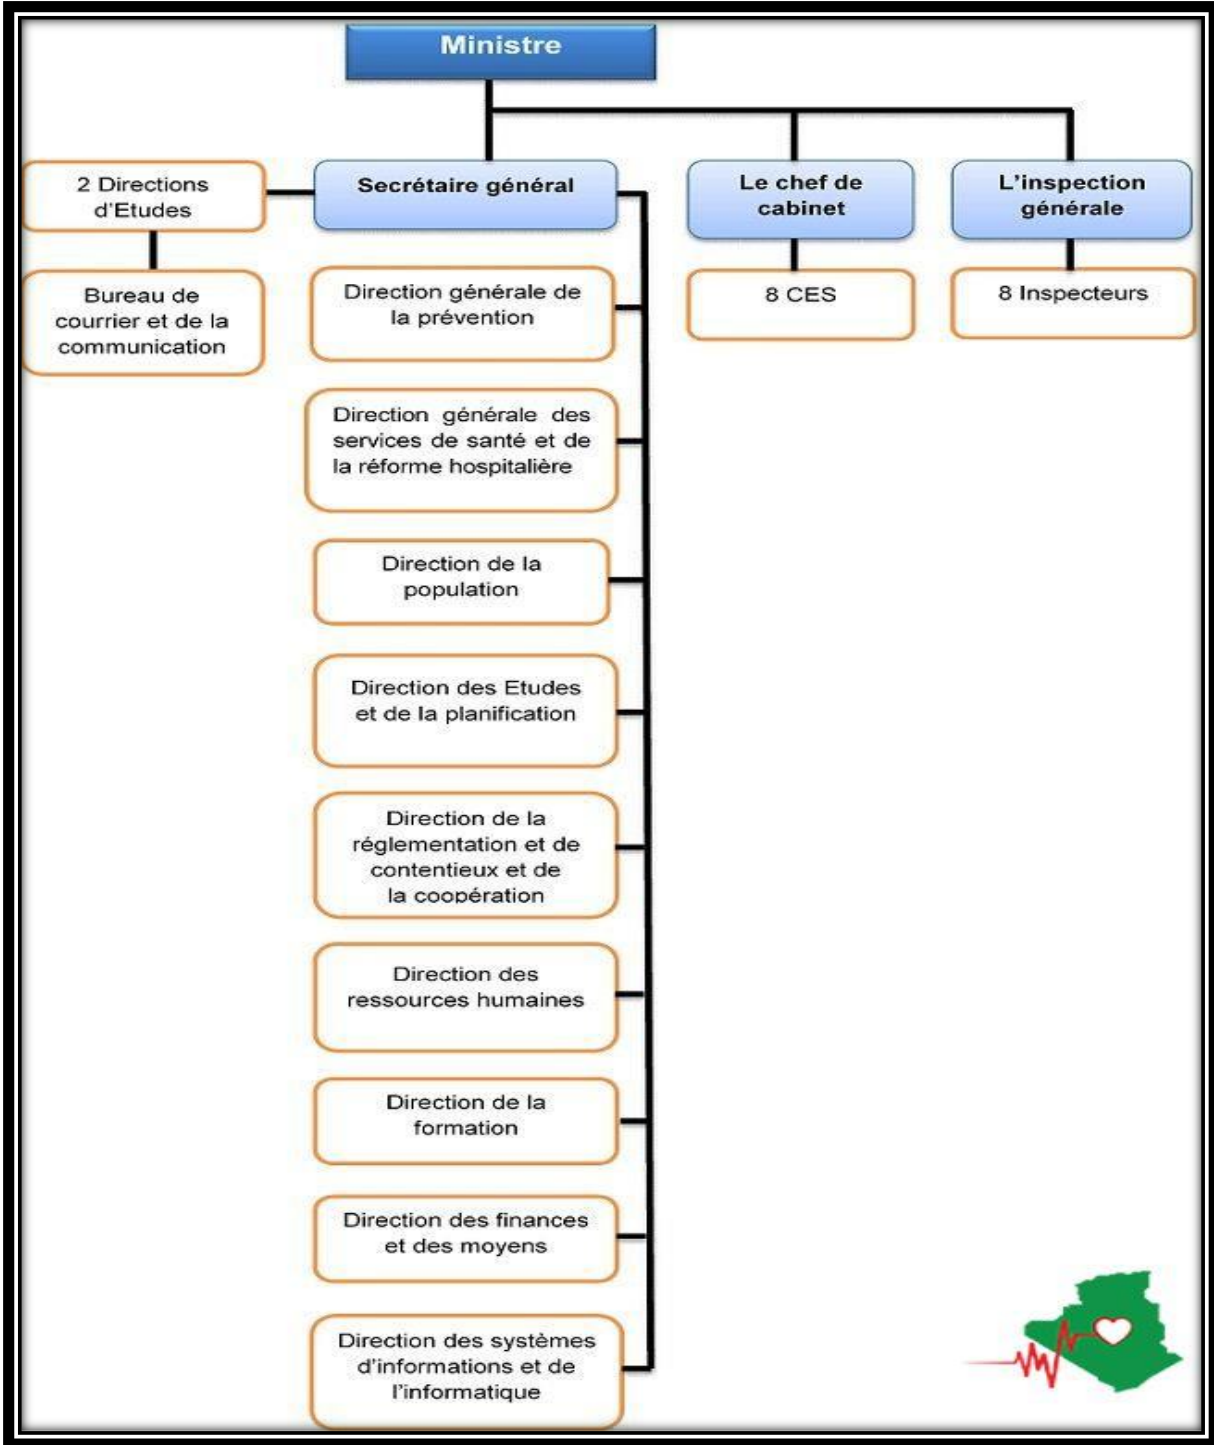 Ministre
2 Directions
d'Etudes
Secrétaire général
Le chef de
cabinet
L'inspection
générale
Bureau de
courrier et de la
communication
Direction générale de
la prévention
8 CES
8 Inspecteurs
Direction générale des
services de santé et de
la réforme hospitalière
Direction de la
population
Direction des Etudes
et de la planification
Direction de la
réglementation et de
contentieux et de
la coopération
Direction des
ressources humaines
Direction de la
formation
Direction des finances
et des moyens
Direction des systèmes
d'informations et de
l'informatique